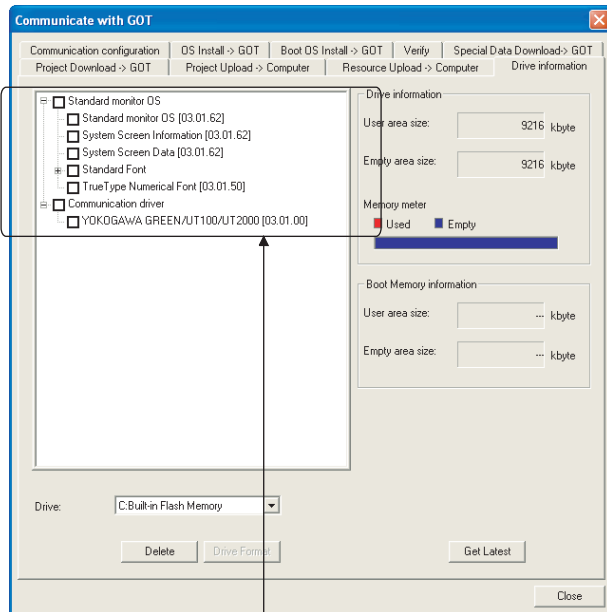 Communicate with GOT
Communication configuration
OS Install -> GOT
Boot OS Install -> GOT
Verify
Special Data Download-> GOT
Project Download -> GOT
Project Upload -> Computer
Resource Upload -> Computer
Drive information
Standard monitor OS
Standard monitor OS [03.01.62]
System Screen Information [03.01.62]
System Screen Data [03.01.62]
Standard Font
TrueType Numerical Font [03.01.50]
Communication driver
YOKOGAWA GREEN/UT100/UT2000 [03.01.00]
Drive information
User area size: 9216 kbyte
Empty area size: 9216 kbyte
Memory meter
Used Empty
Boot Memory information
User area size: --- kbyte
Empty area size: --- kbyte
Drive: C:Built-in Flash Memory
Delete
Drive Format
Get Latest
Close